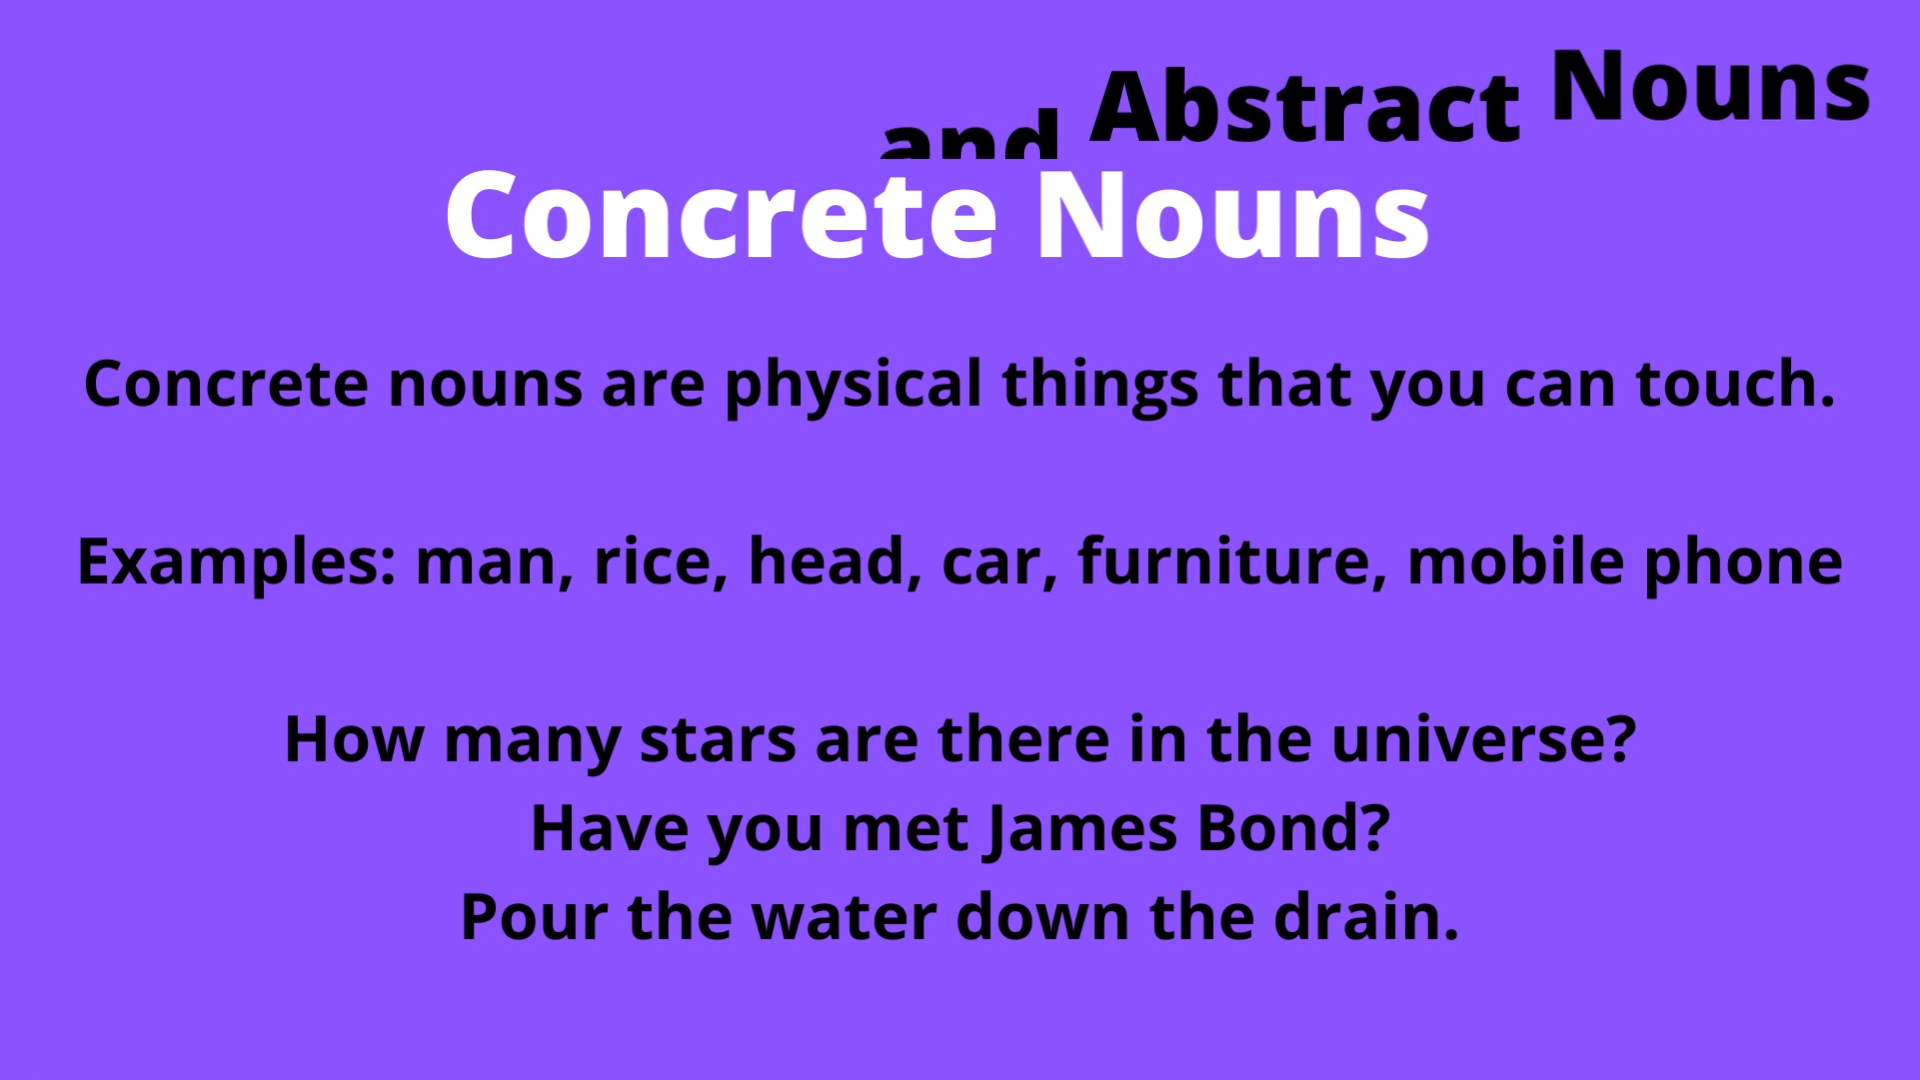 and Abstract Nouns
Concrete Nouns
Concrete nouns are physical things that you can touch.
Examples: man, rice, head, car, furniture, mobile phone
How many stars are there in the universe?
Have you met James Bond?
Pour the water down the drain.